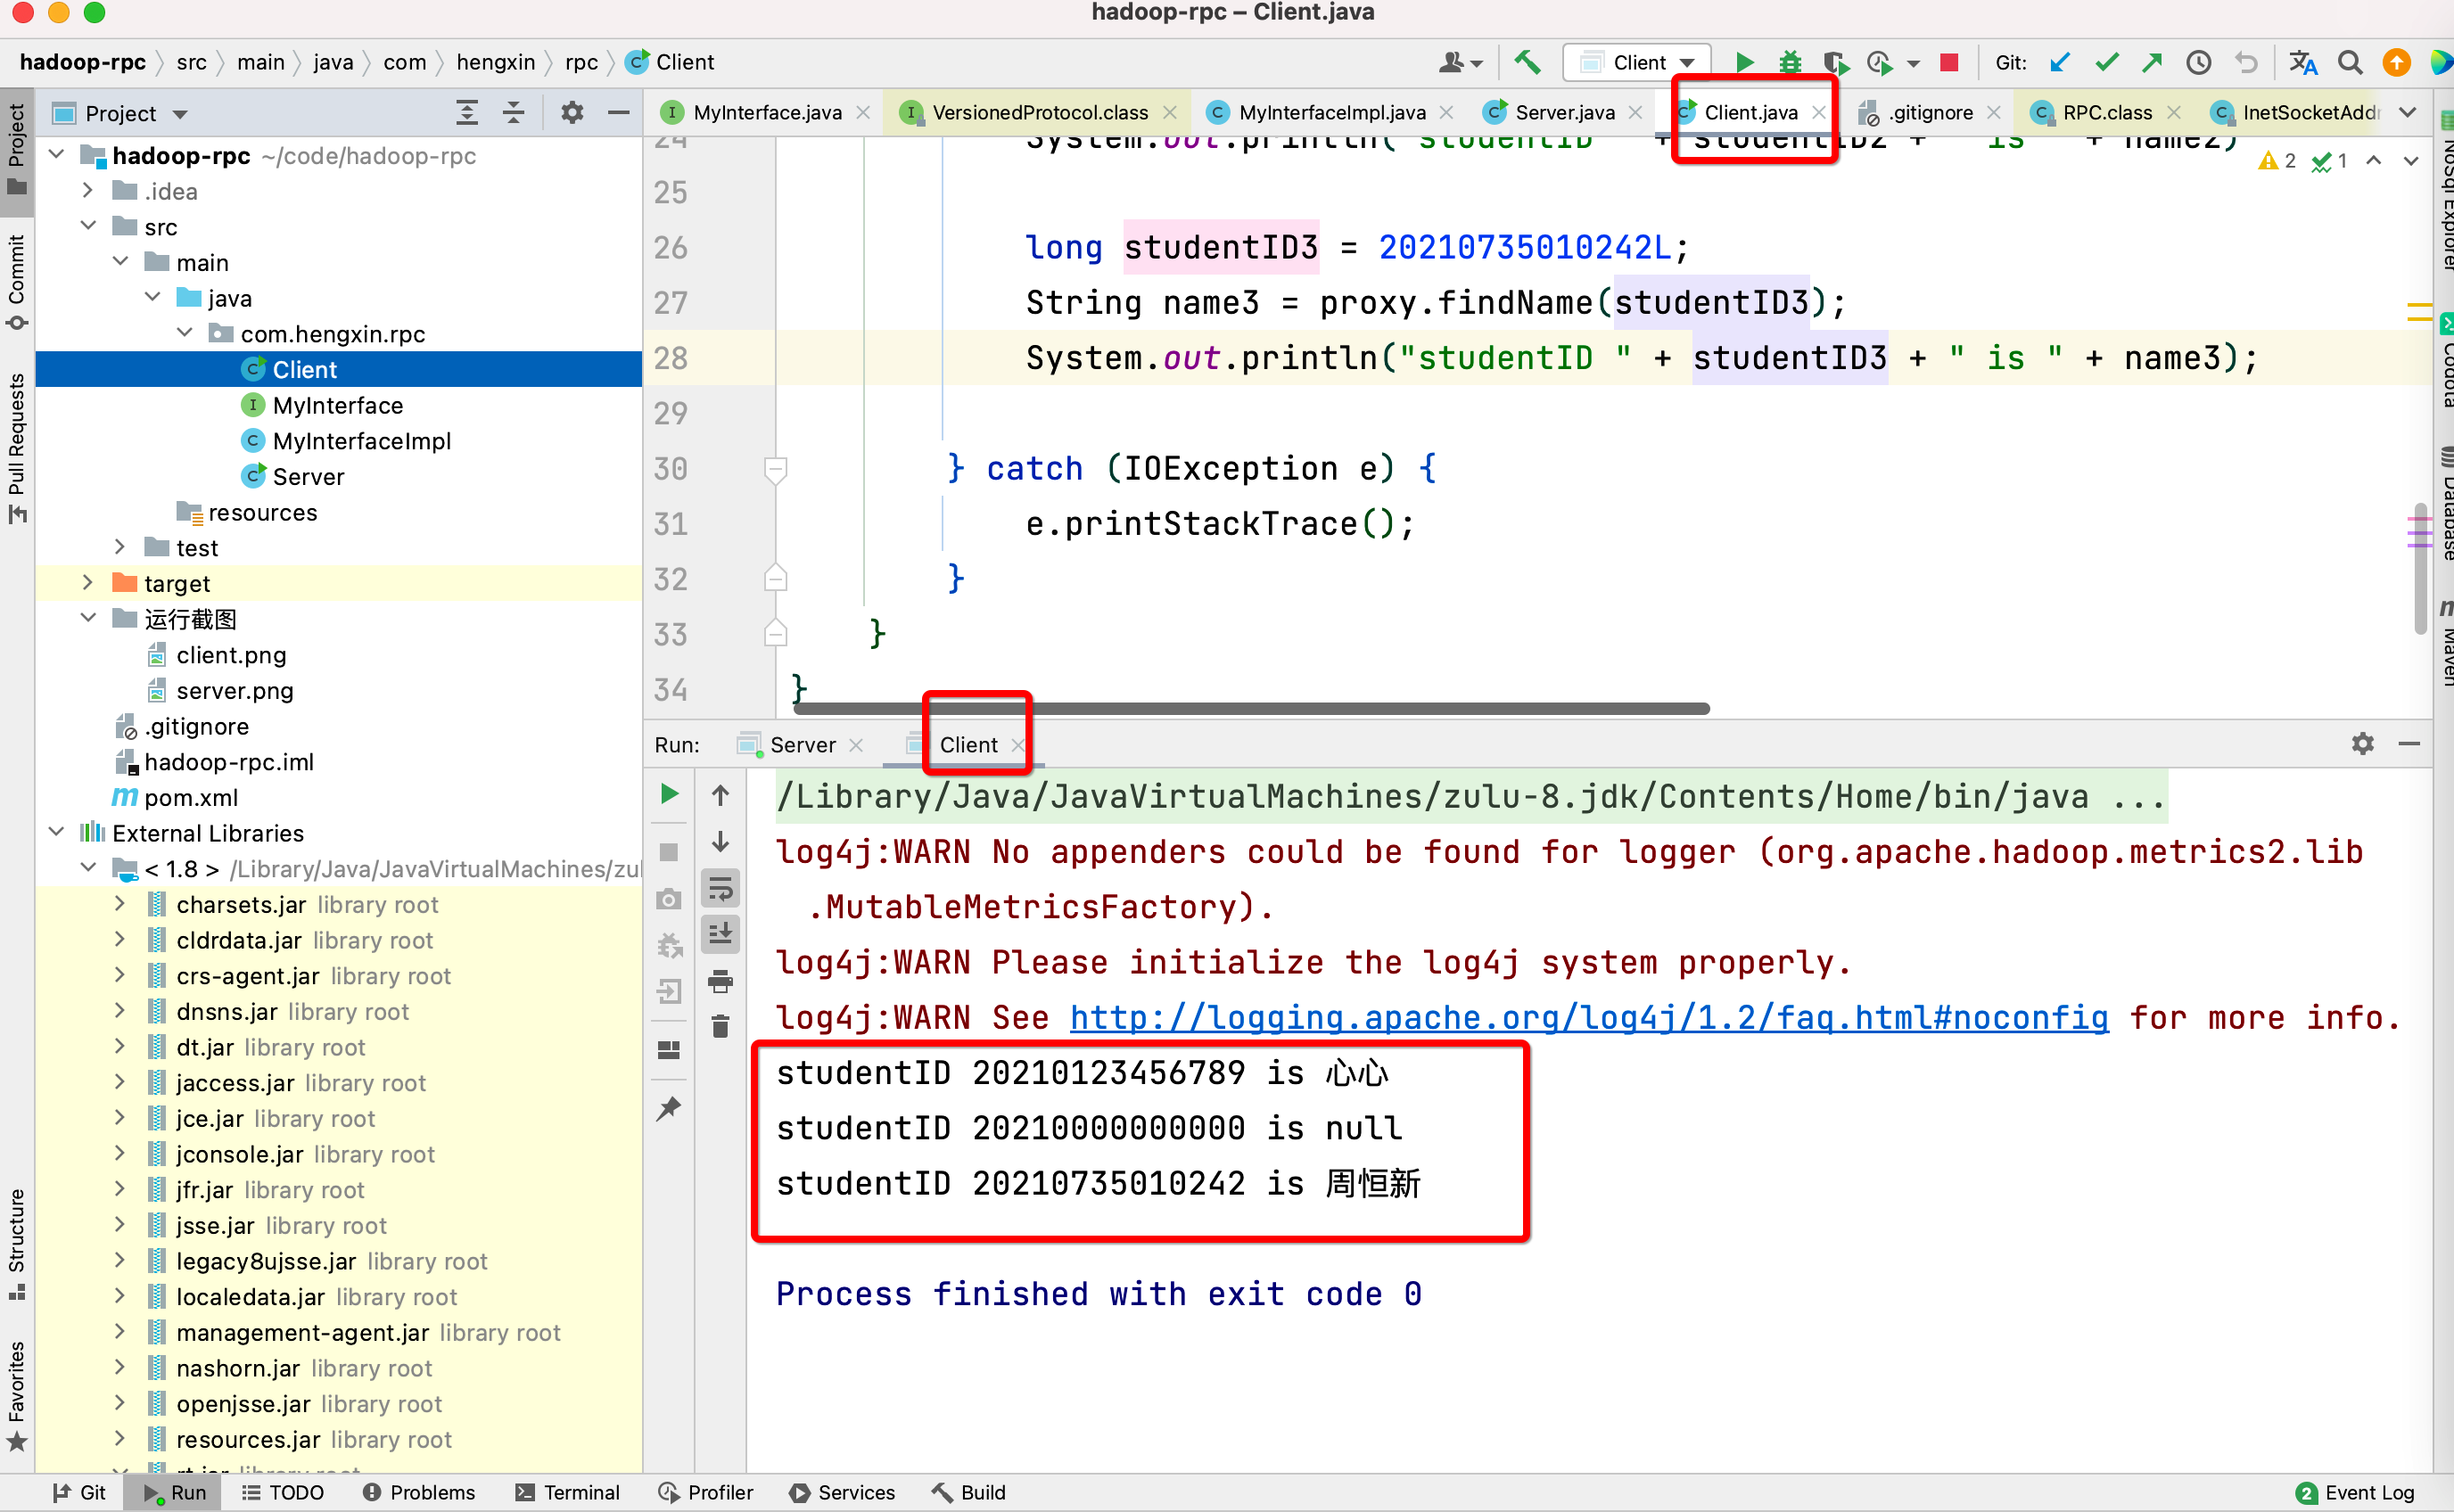 hadoop-rpc – Client.java
hadoop-rpc src main java com hengxin rpc Client
Client Git:
Project
MyInterface.java VersionedProtocol.class MyInterfaceImpl.java Server.java Client.java .gitignore RPC.class InetSocketAddr
hadoop-rpc ~/code/hadoop-rpc
.idea
src
main
java
com.hengxin.rpc
Client
MyInterface
MyInterfaceImpl
Server
resources
test
target
运行截图
client.png
server.png
.gitignore
hadoop-rpc.iml
pom.xml
External Libraries
< 1.8 > /Library/Java/JavaVirtualMachines/zul
charsets.jar library root
cldrdata.jar library root
crs-agent.jar library root
dnsns.jar library root
dt.jar library root
jaccess.jar library root
jce.jar library root
jconsole.jar library root
jfr.jar library root
jsse.jar library root
legacy8ujsse.jar library root
localedata.jar library root
management-agent.jar library root
nashorn.jar library root
openjsse.jar library root
resources.jar library root
rt.jar library root
Project
Commit
Pull Requests
Structure
Favorites
24 System.out.println("studentID " + studentID2 + " is " + name2)
2 1
25
26 long studentID3 = 20210735010242L;
27 String name3 = proxy.findName(studentID3);
28 System.out.println("studentID " + studentID3 + " is " + name3);
29
30 } catch (IOException e) {
31 e.printStackTrace();
32 }
33 }
34 }
NoSql Explorer
Codota
Database
Maven
Run: Server Client
/Library/Java/JavaVirtualMachines/zulu-8.jdk/Contents/Home/bin/java ...
log4j:WARN No appenders could be found for logger (org.apache.hadoop.metrics2.lib
.MutableMetricsFactory).
log4j:WARN Please initialize the log4j system properly.
log4j:WARN See http://logging.apache.org/log4j/1.2/faq.html#noconfig for more info.
studentID 20210123456789 is 心心
studentID 20210000000000 is null
studentID 20210735010242 is 周恒新
Process finished with exit code 0
Git Run TODO Problems Terminal Profiler Services Build 2 Event Log